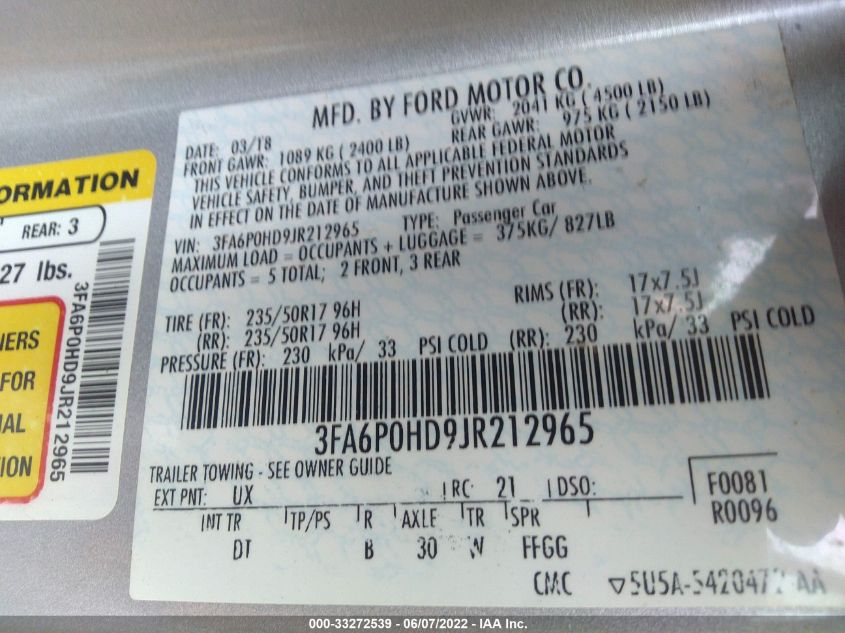 ORMATION
REAR: 3
27 lbs.
NERS
FOR
IAL
ION
3FA6P0HD9JR212965
MFD. BY FORD MOTOR CO.
DATE: 03/18 GVWR: 2041 KG ( 4500 LB)
FRONT GAWR: 1089 KG ( 2400 LB) REAR GAWR: 975 KG ( 2150 LB)
THIS VEHICLE CONFORMS TO ALL APPLICABLE FEDERAL MOTOR
VEHICLE SAFETY, BUMPER, AND THEFT PREVENTION STANDARDS
IN EFFECT ON THE DATE OF MANUFACTURE SHOWN ABOVE.
VIN: 3FA6P0HD9JR212965 TYPE: Passenger Car
MAXIMUM LOAD = OCCUPANTS + LUGGAGE = 375KG/ 827LB
OCCUPANTS = 5 TOTAL; 2 FRONT, 3 REAR
TIRE (FR): 235/50R17 96H RIMS (FR): 17x7.5J
(RR): 235/50R17 96H (RR): 17x7.5J
PRESSURE (FR): 230 kPa/ 33 PSI COLD (RR): 230 kPa/ 33 PSI COLD
3FA6P0HD9JR212965
TRAILER TOWING - SEE OWNER GUIDE
EXT PNT: UX RC: 21 DSO: F0081
R0096
INT TR TP/PS R AXLE TR SPR
DT B 30 W FFGG
CMC ▽5U5A-5420472-AA
000-33272539 - 06/07/2022 - IAA Inc.